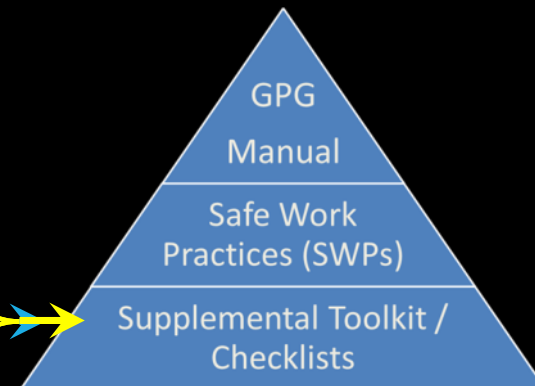 GPG
Manual
Safe Work
Practices (SWPs)
Supplemental Toolkit /
Checklists